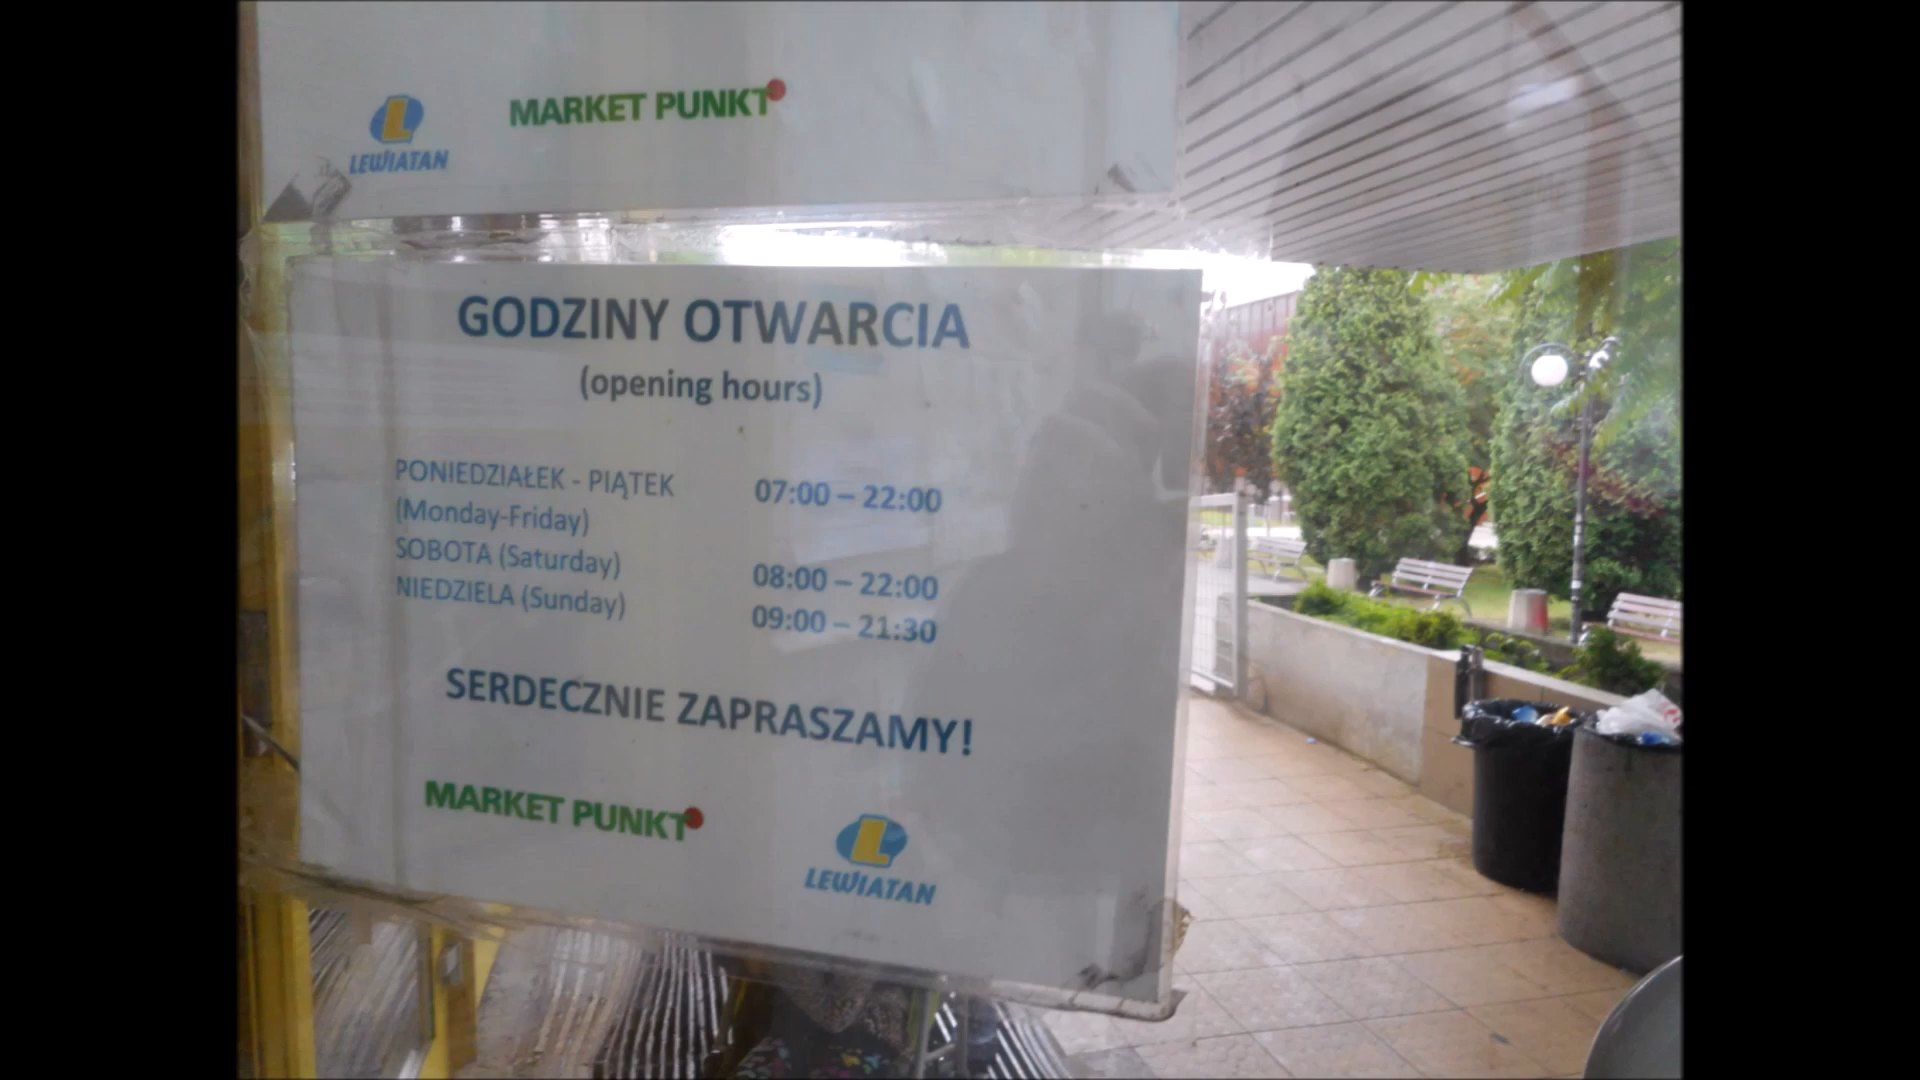 LEWIATAN
MARKET PUNKT
GODZINY OTWARCIA
(opening hours)
PONIEDZIAŁEK - PIĄTEK 07:00 – 22:00
(Monday-Friday)
SOBOTA (Saturday) 08:00 – 22:00
NIEDZIELA (Sunday) 09:00 – 21:30
SERDECZNIE ZAPRASZAMY!
MARKET PUNKT
LEWIATAN